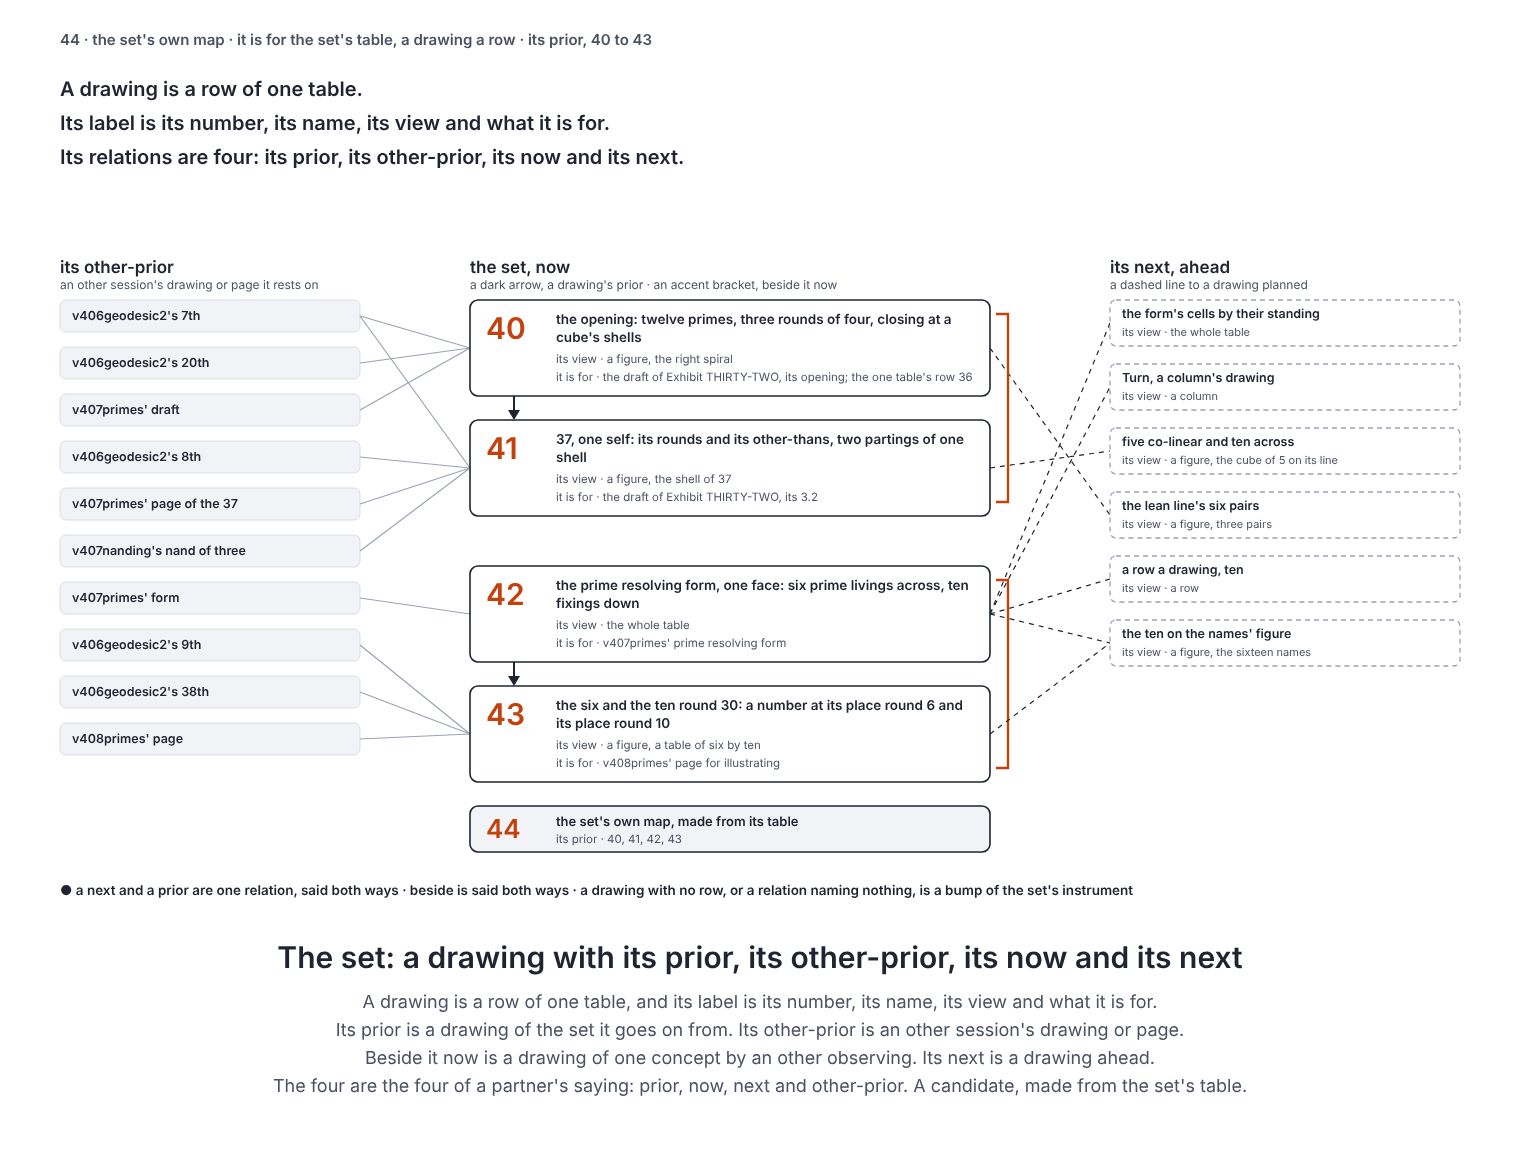 44 · the set's own map · it is for the set's table, a drawing a row · its prior, 40 to 43
A drawing is a row of one table.
Its label is its number, its name, its view and what it is for.
Its relations are four: its prior, its other-prior, its now and its next.
its other-prior
an other session's drawing or page it rests on
v406geodesic2's 7th
v406geodesic2's 20th
v407primes' draft
v406geodesic2's 8th
v407primes' page of the 37
v407nanding's nand of three
v407primes' form
v406geodesic2's 9th
v406geodesic2's 38th
v408primes' page
the set, now
a dark arrow, a drawing's prior · an accent bracket, beside it now
40
the opening: twelve primes, three rounds of four, closing at a
cube's shells
its view · a figure, the right spiral
it is for · the draft of Exhibit THIRTY-TWO, its opening; the one table's row 36
41
37, one self: its rounds and its other-thans, two partings of one
shell
its view · a figure, the shell of 37
it is for · the draft of Exhibit THIRTY-TWO, its 3.2
42
the prime resolving form, one face: six prime livings across, ten
fixings down
its view · the whole table
it is for · v407primes' prime resolving form
43
the six and the ten round 30: a number at its place round 6 and
its place round 10
its view · a figure, a table of six by ten
it is for · v408primes' page for illustrating
44
the set's own map, made from its table
its prior · 40, 41, 42, 43
its next, ahead
a dashed line to a drawing planned
the form's cells by their standing
its view · the whole table
Turn, a column's drawing
its view · a column
five co-linear and ten across
its view · a figure, the cube of 5 on its line
the lean line's six pairs
its view · a figure, three pairs
a row a drawing, ten
its view · a row
the ten on the names' figure
its view · a figure, the sixteen names
● a next and a prior are one relation, said both ways · beside is said both ways · a drawing with no row, or a relation naming nothing, is a bump of the set's instrument
The set: a drawing with its prior, its other-prior, its now and its next
A drawing is a row of one table, and its label is its number, its name, its view and what it is for.
Its prior is a drawing of the set it goes on from. Its other-prior is an other session's drawing or page.
Beside it now is a drawing of one concept by an other observing. Its next is a drawing ahead.
The four are the four of a partner's saying: prior, now, next and other-prior. A candidate, made from the set's table.